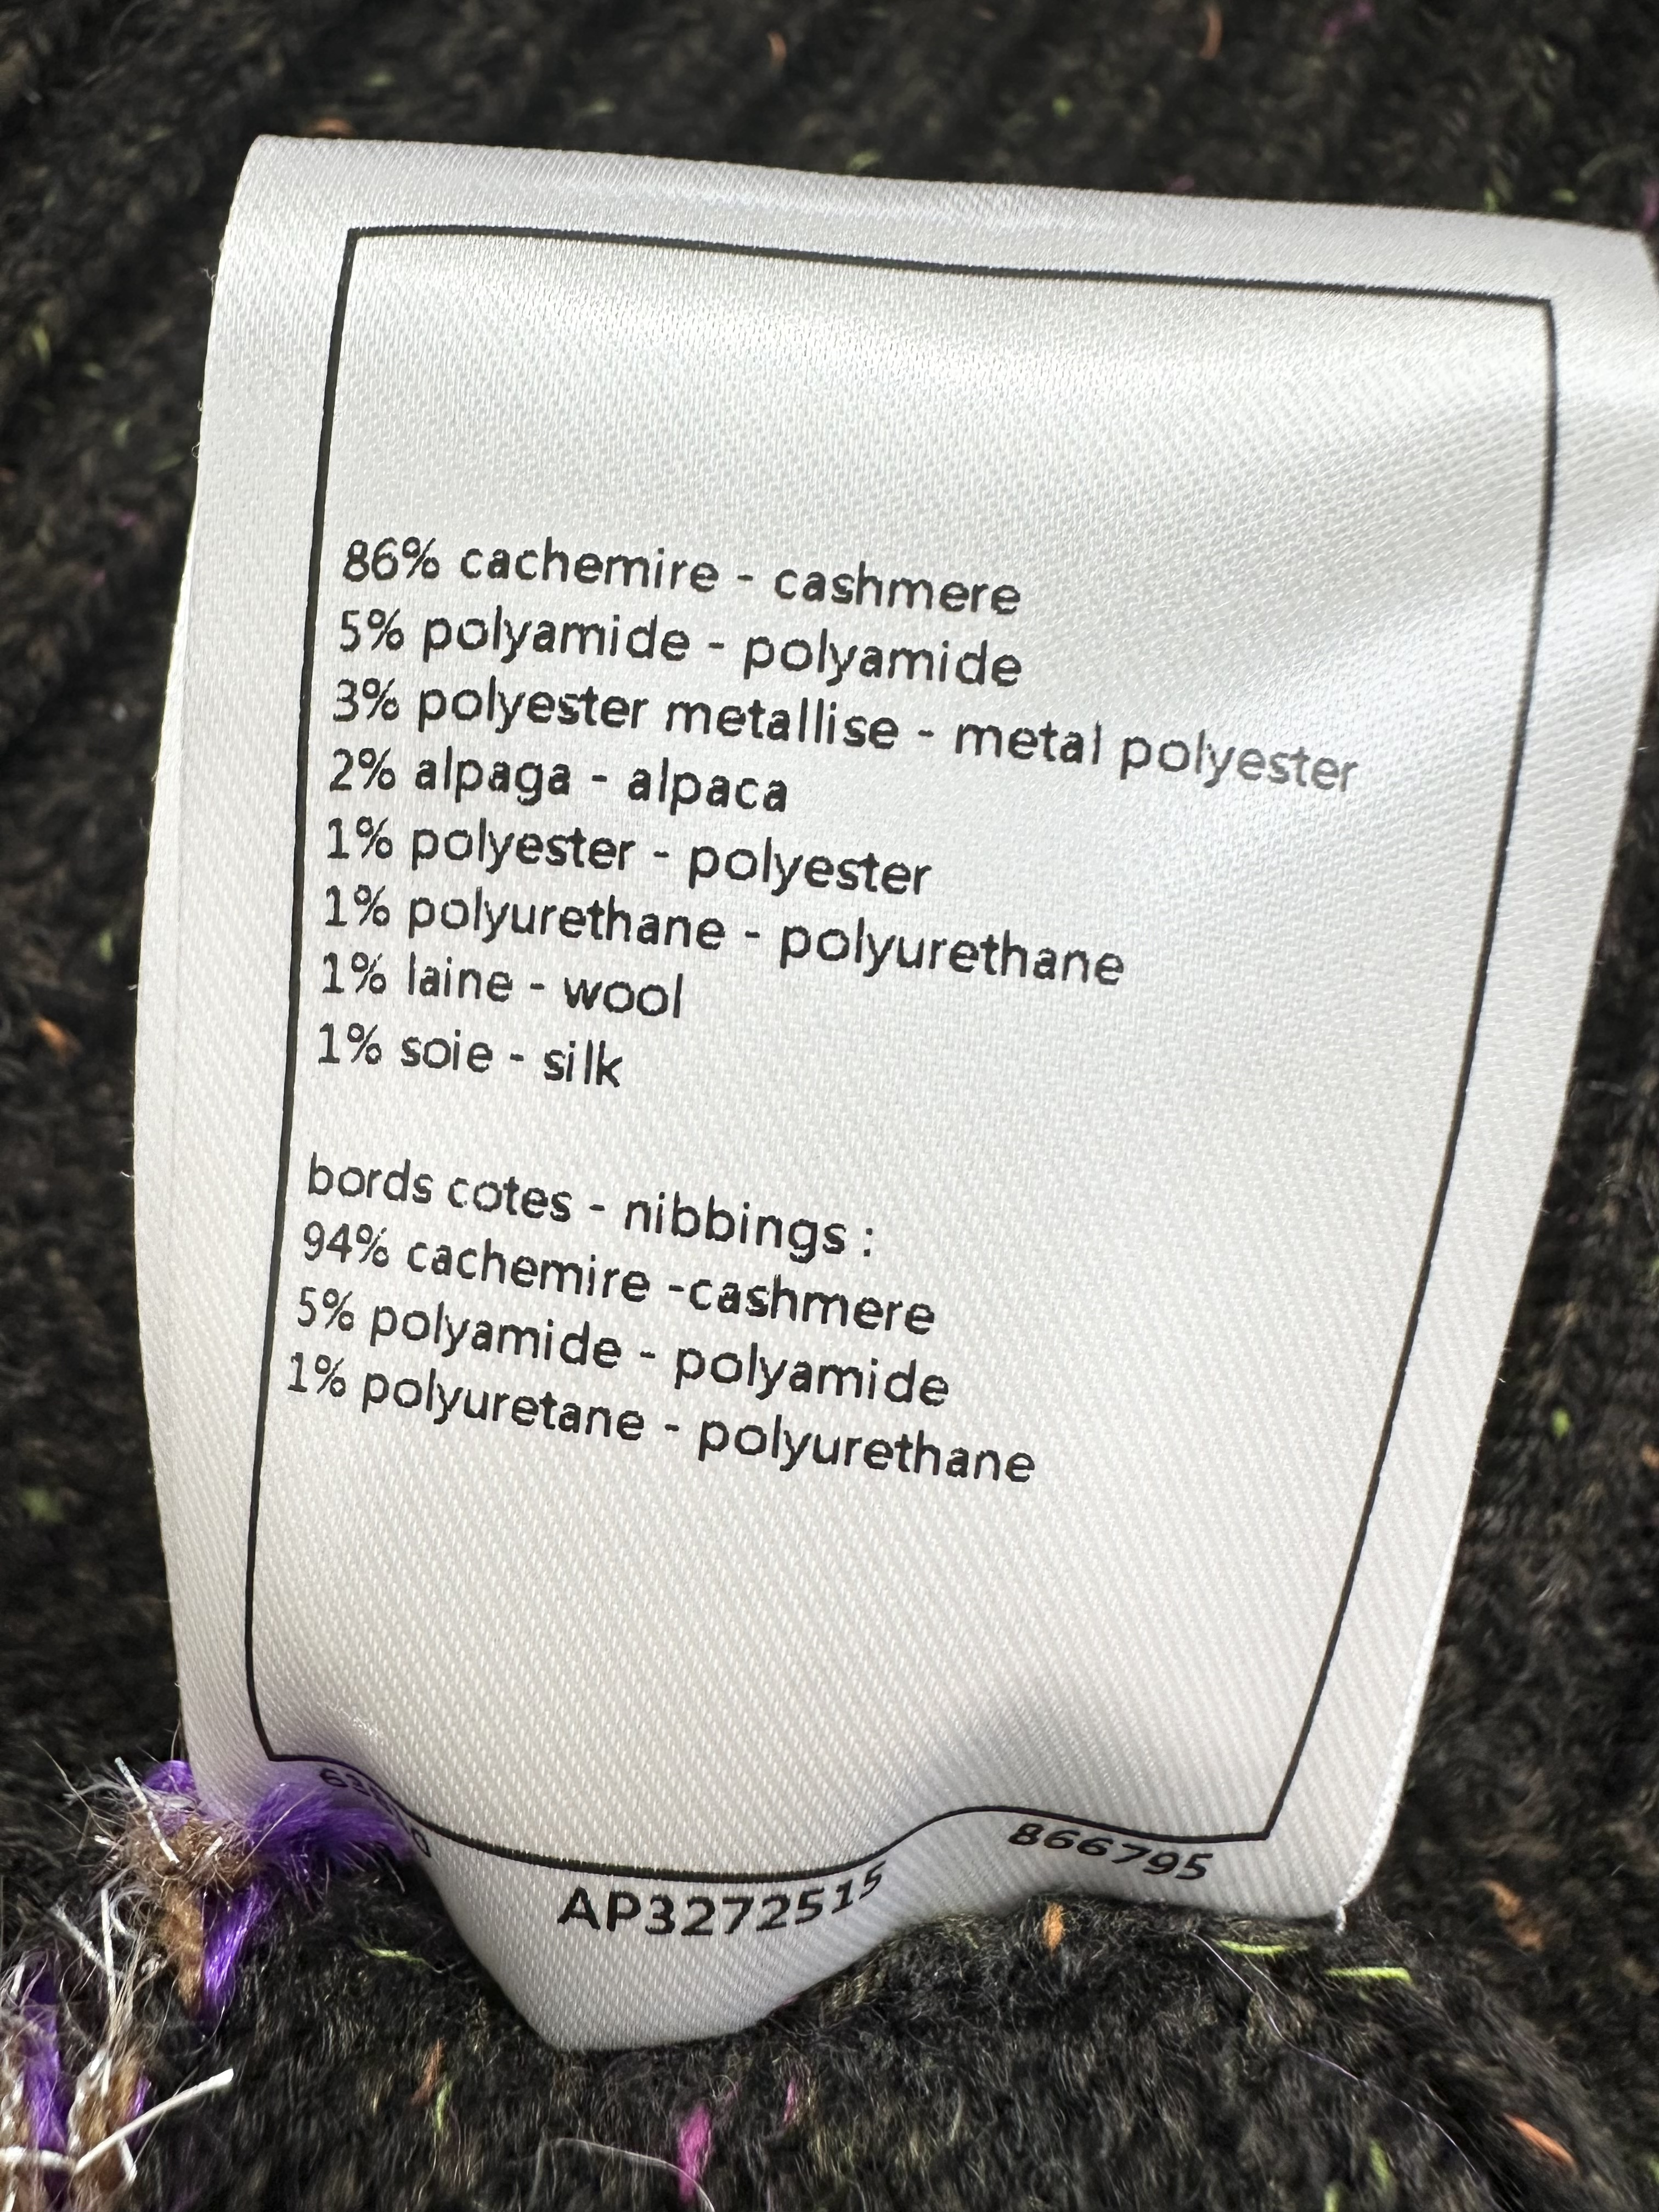 86% cachemire - cashmere
5% polyamide - polyamide
3% polyester metallise - metal polyester
2% alpaga - alpaca
1% polyester - polyester
1% polyurethane - polyurethane
1% laine - wool
1% soie - silk
bords cotes - nibbings :
94% cachemire -cashmere
5% polyamide - polyamide
1% polyuretane - polyurethane
AP3272515
866795